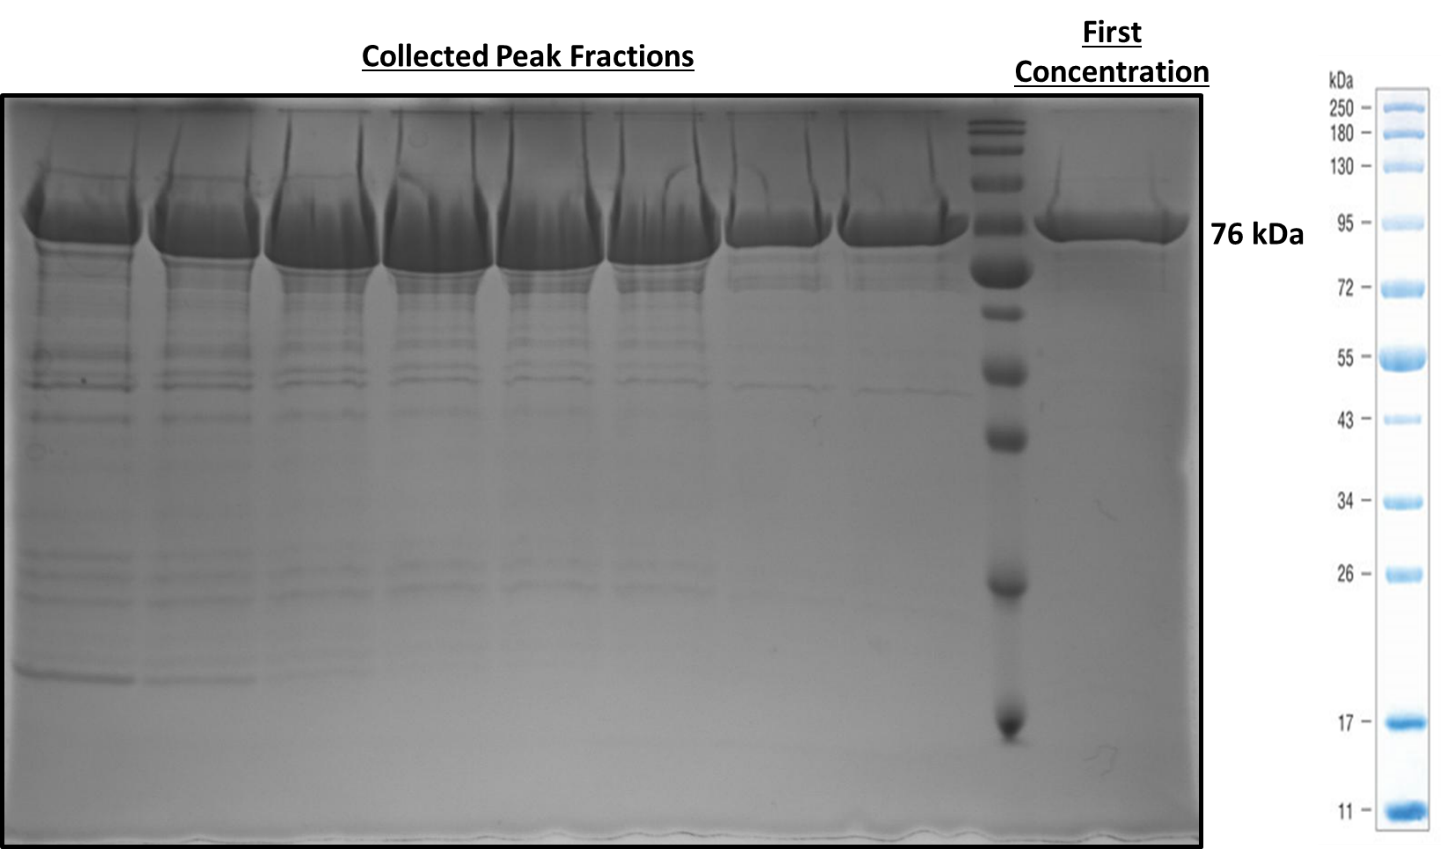 Collected Peak Fractions
First
Concentration
76 kDa
kDa
250
180
130
95
72
55
43
34
26
17
11